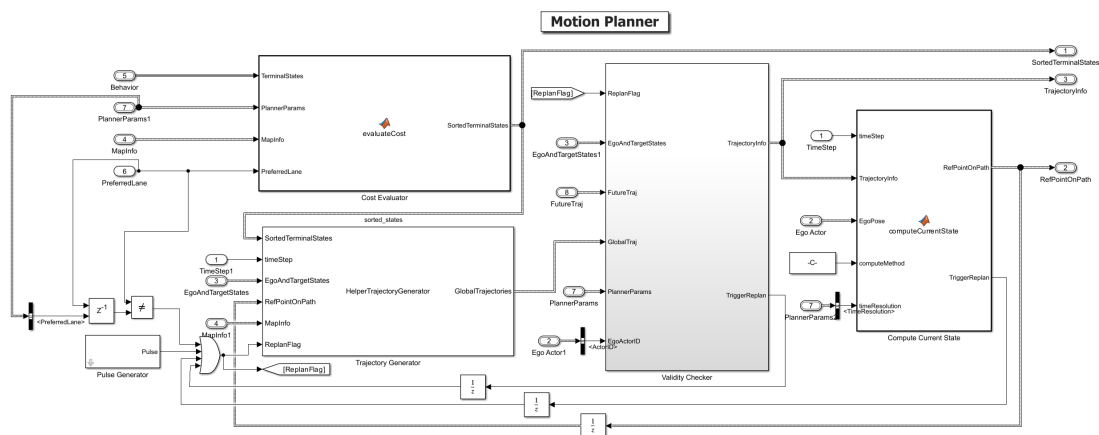 Motion Planner
5
Behavior
7
PlannerParams1
4
MapInfo
6
PreferredLane
TerminalStates
PlannerParams
MapInfo
PreferredLane
evaluateCost
SortedTerminalStates
Cost Evaluator
1
SortedTerminalStates
3
TrajectoryInfo
[ReplanFlag]
3
EgoAndTargetStates1
8
FutureTraj
7
PlannerParams
2
Ego Actor1
<ActorID>
ReplanFlag
EgoAndTargetStates
FutureTraj
GlobalTraj
PlannerParams
EgoActorID
TrajectoryInfo
TriggerReplan
Validity Checker
1
TimeStep
2
Ego Actor
-C-
7
PlannerParams2
<TimeResolution>
timeStep
TrajectoryInfo
EgoPose
computeMethod
timeResolution
computeCurrentState
RefPointOnPath
TriggerReplan
Compute Current State
2
RefPointOnPath
sorted_states
1
TimeStep1
3
EgoAndTargetStates
4
MapInfo1
SortedTerminalStates
timeStep
EgoAndTargetStates
RefPointOnPath
MapInfo
ReplanFlag
HelperTrajectoryGenerator
GlobalTrajectories
Trajectory Generator
<PreferredLane>
z-1
≠
Pulse
Pulse Generator
[ReplanFlag]
1
z
1
z
1
z